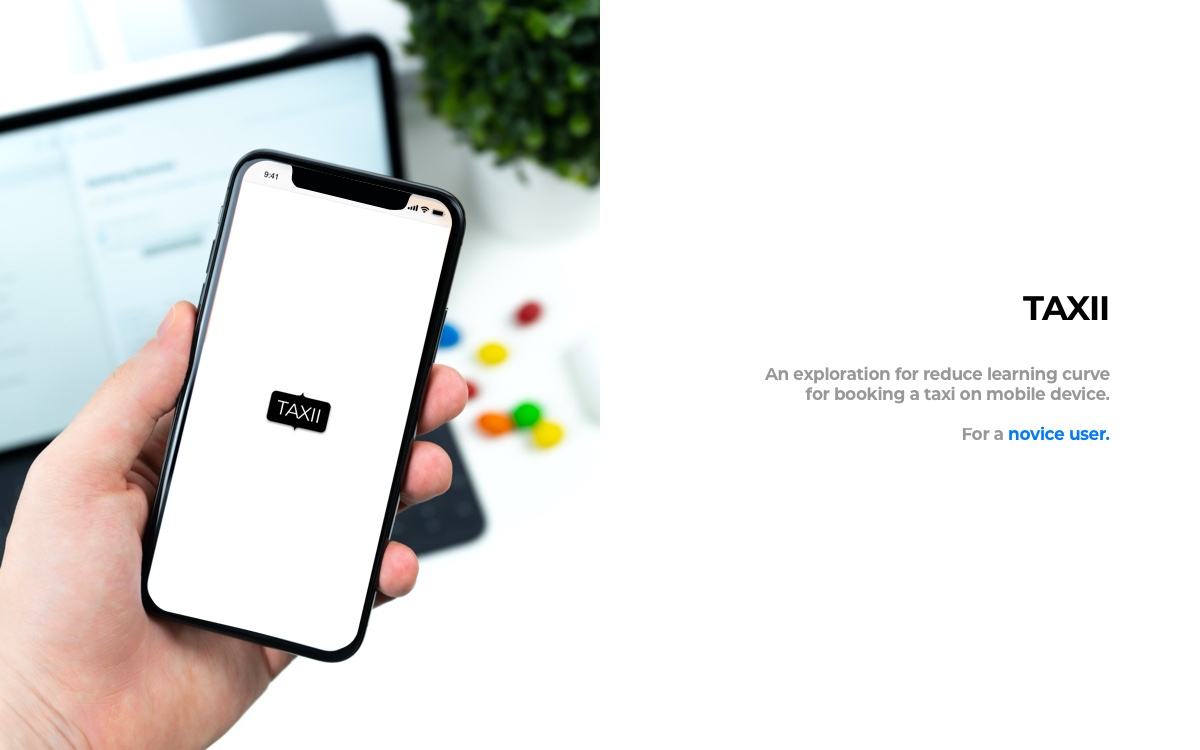 9:41
TAXII
TAXII
An exploration for reduce learning curve
for booking a taxi on mobile device.
For a novice user.